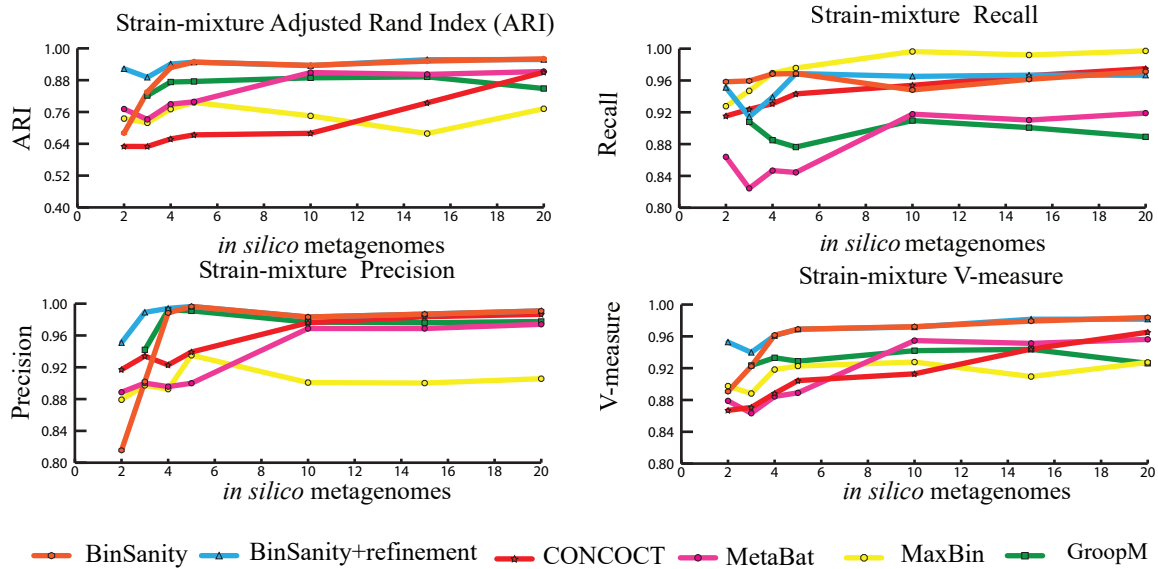 Strain-mixture Adjusted Rand Index (ARI)
ARI
1.00
0.88
0.76
0.64
0.52
0.40
0 2 4 6 8 10 12 14 16 18 20
in silico metagenomes
Strain-mixture Recall
Recall
1.00
0.96
0.92
0.88
0.84
0.80
0 2 4 6 8 10 12 14 16 18 20
in silico metagenomes
Strain-mixture Precision
Precision
1.00
0.96
0.92
0.88
0.84
0.80
0 2 4 6 8 10 12 14 16 18 20
in silico metagenomes
Strain-mixture V-measure
V-measure
1.00
0.96
0.92
0.88
0.84
0.80
0 2 4 6 8 10 12 14 16 18 20
in silico metagenomes
BinSanity BinSanity+refinement CONCOCT MetaBat MaxBin GroopM